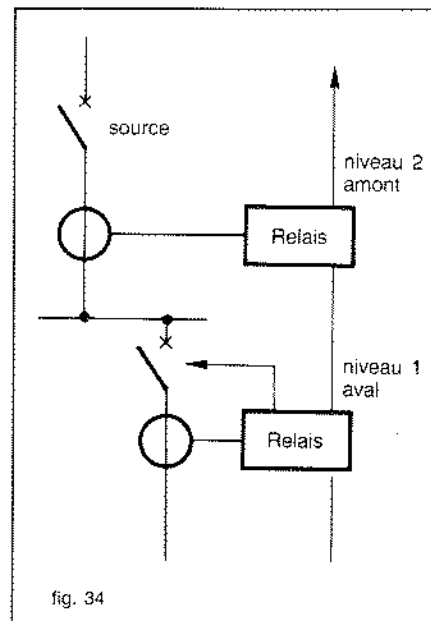 source
niveau 2
amont
Relais
niveau 1
aval
Relais
fig. 34